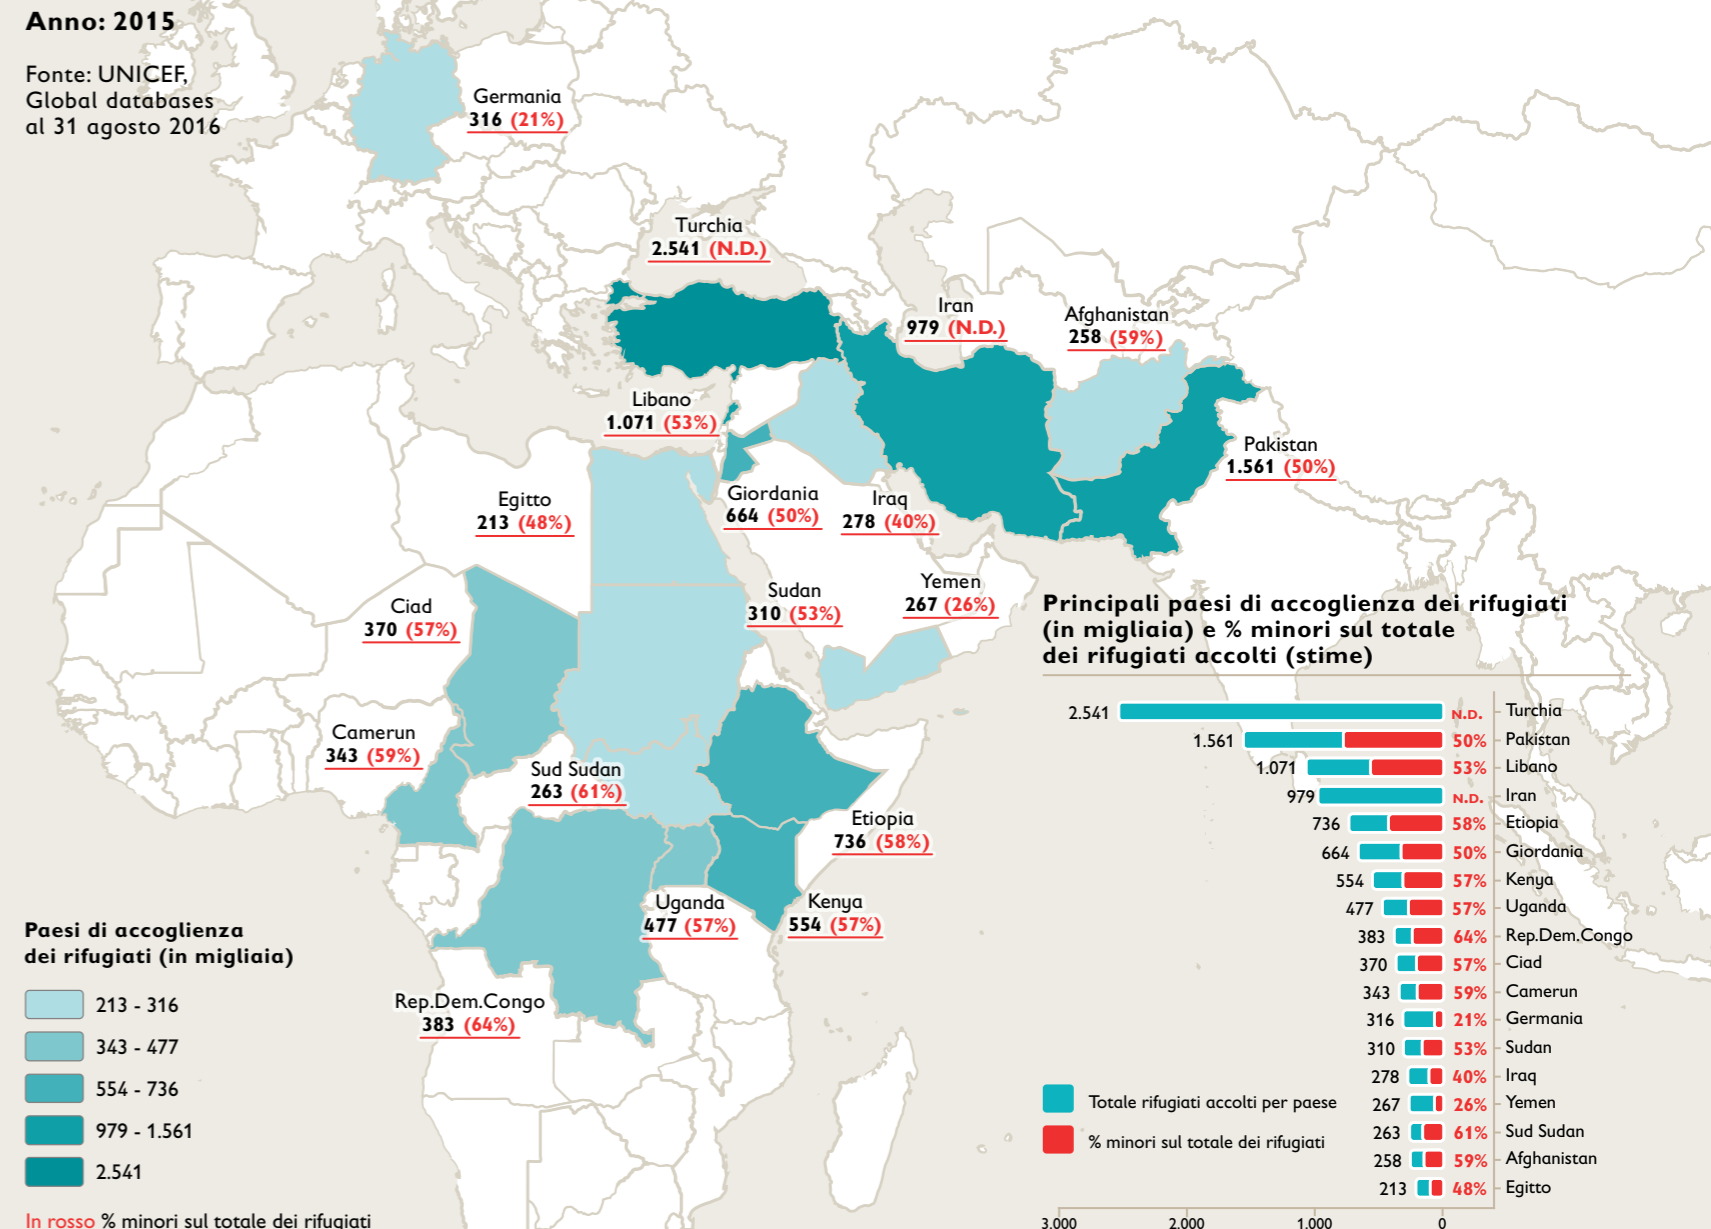 Anno: 2015
Fonte: UNICEF,
Global databases
al 31 agosto 2016
Germania
316 (21%)
Turchia
2.541 (N.D.)
Iran
979 (N.D.)
Afghanistan
258 (59%)
Libano
1.071 (53%)
Pakistan
1.561 (50%)
Egitto
213 (48%)
Giordania
664 (50%)
Iraq
278 (40%)
Sudan
310 (53%)
Yemen
267 (26%)
Ciad
370 (57%)
Camerun
343 (59%)
Sud Sudan
263 (61%)
Etiopia
736 (58%)
Uganda
477 (57%)
Kenya
554 (57%)
Rep.Dem.Congo
383 (64%)
Paesi di accoglienza
dei rifugiati (in migliaia)
213 - 316
343 - 477
554 - 736
979 - 1.561
2.541
In rosso % minori sul totale dei rifugiati
Principali paesi di accoglienza dei rifugiati
(in migliaia) e % minori sul totale
dei rifugiati accolti (stime)
2.541 N.D. Turchia
1.561 50% Pakistan
1.071 53% Libano
979 N.D. Iran
736 58% Etiopia
664 50% Giordania
554 57% Kenya
477 57% Uganda
383 64% Rep.Dem.Congo
370 57% Ciad
343 59% Camerun
316 21% Germania
310 53% Sudan
278 40% Iraq
267 26% Yemen
263 61% Sud Sudan
258 59% Afghanistan
213 48% Egitto
3.000 2.000 1.000 0
Totale rifugiati accolti per paese
% minori sul totale dei rifugiati